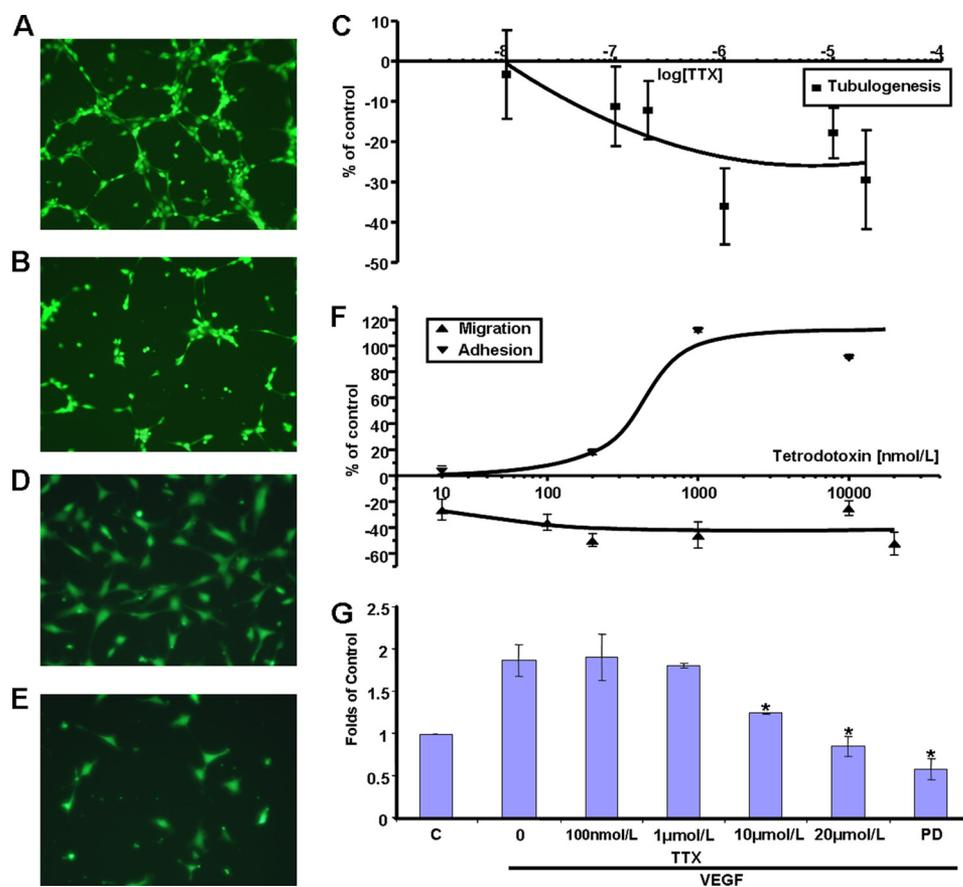 A
B
D
E
C
10
0
-10
-20
-30
-40
-50
% of control
-8
-7
-6
-5
-4
log[TTX]
Tubulogenesis
F
120
100
80
60
40
20
0
-20
-40
-60
% of control
Migration
Adhesion
Tetrodotoxin [nmol/L]
10
100
1000
10000
G
2.5
2
1.5
1
0.5
0
Folds of Control
* * *
C 0 100nmol/L 1µmol/L 10µmol/L 20µmol/L PD
TTX
VEGF